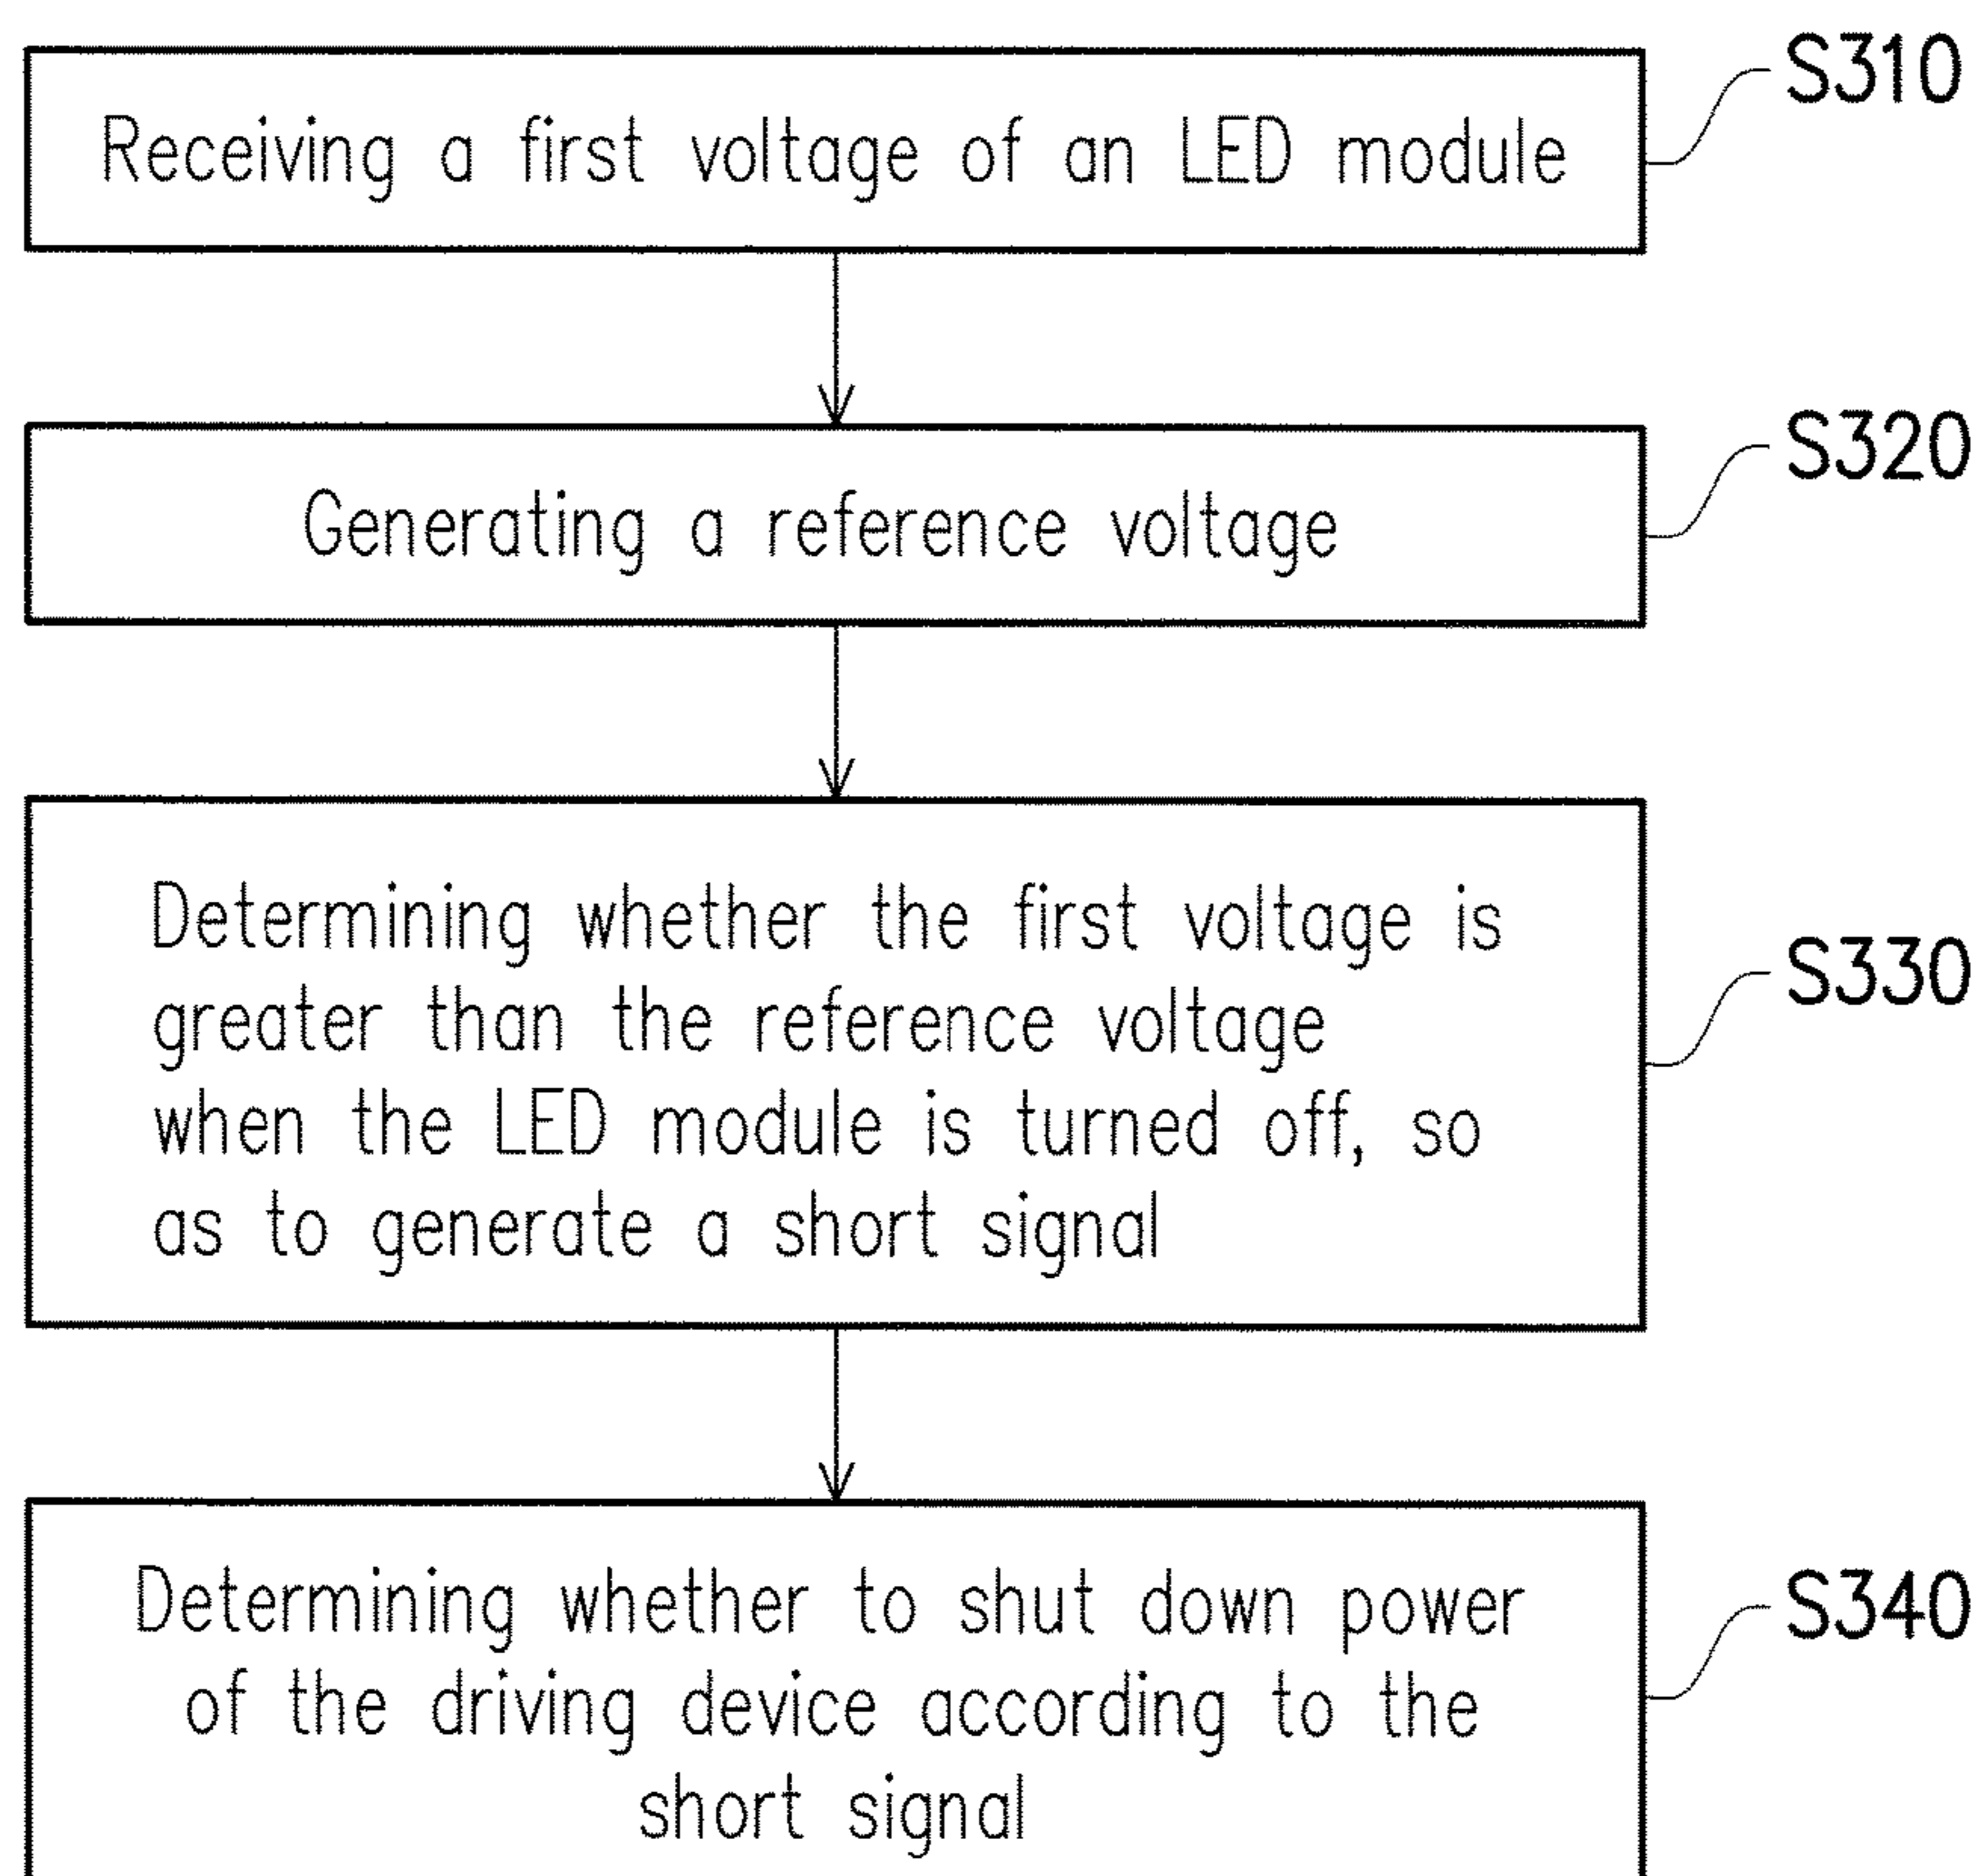 Receiving a first voltage of an LED module
S310
Generating a reference voltage
S320
Determining whether the first voltage is
greater than the reference voltage
when the LED module is turned off, so
as to generate a short signal
S330
Determining whether to shut down power
of the driving device according to the
short signal
S340